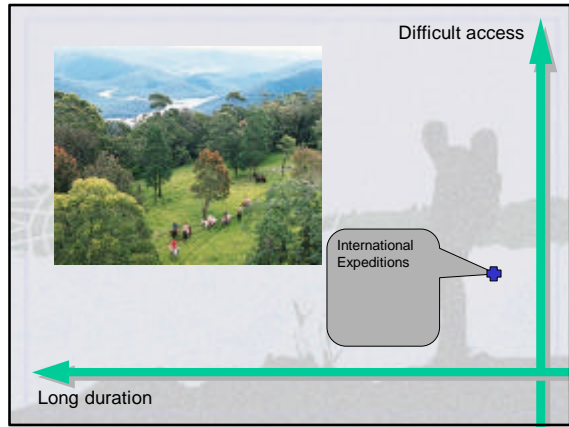 Difficult access
International
Expeditions
Long duration